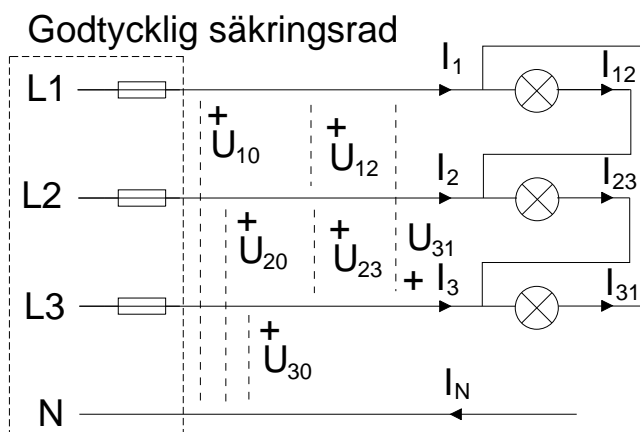 Godtycklig säkringsrad
L1
I1
I12
+
U10
+
U12
L2
I2
I23
+
U20
+
U23
U31
+
L3
I3
I31
+
U30
N
IN